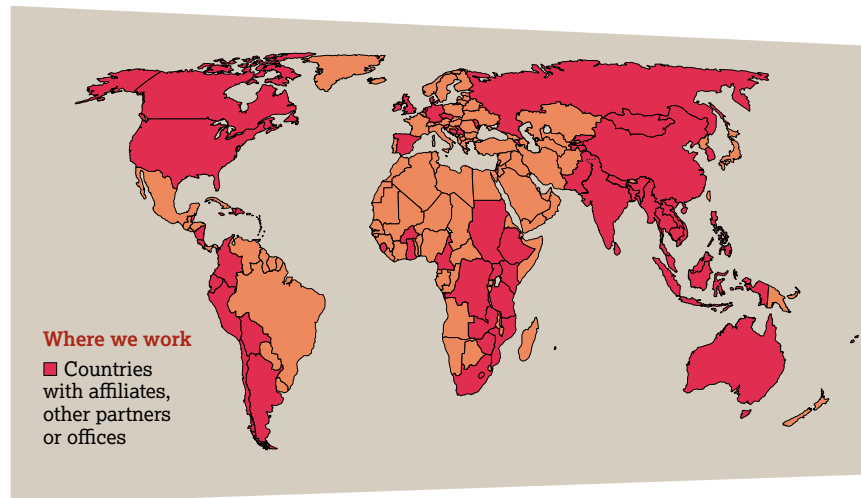 Where we work
Countries
with affiliates,
other partners
or offices